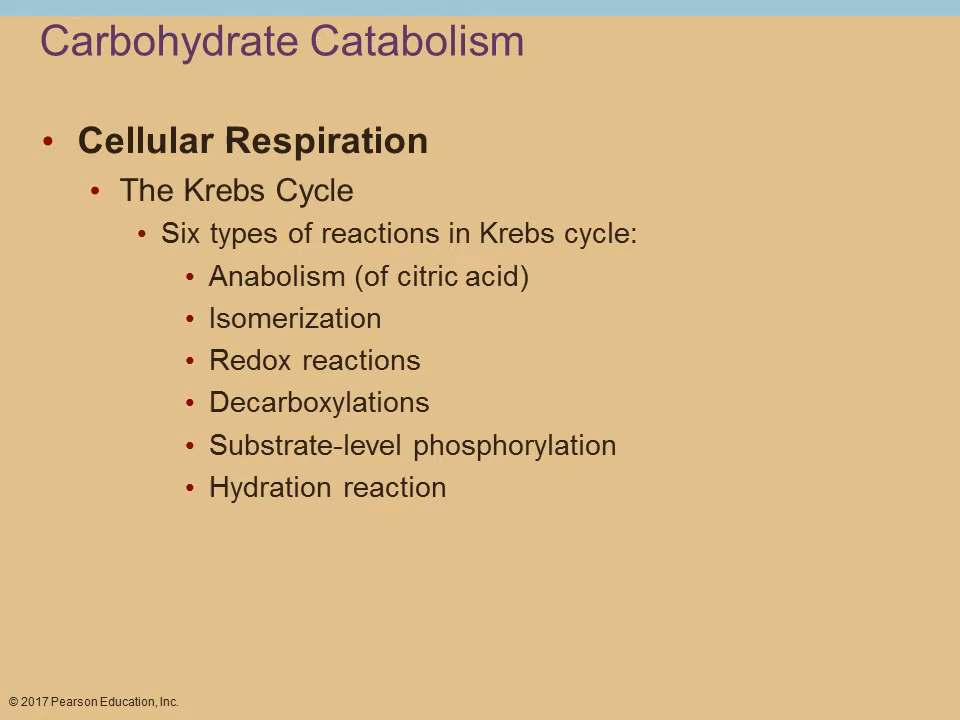 Carbohydrate Catabolism
• Cellular Respiration
• The Krebs Cycle
• Six types of reactions in Krebs cycle:
• Anabolism (of citric acid)
• Isomerization
• Redox reactions
• Decarboxylations
• Substrate-level phosphorylation
• Hydration reaction
© 2017 Pearson Education, Inc.